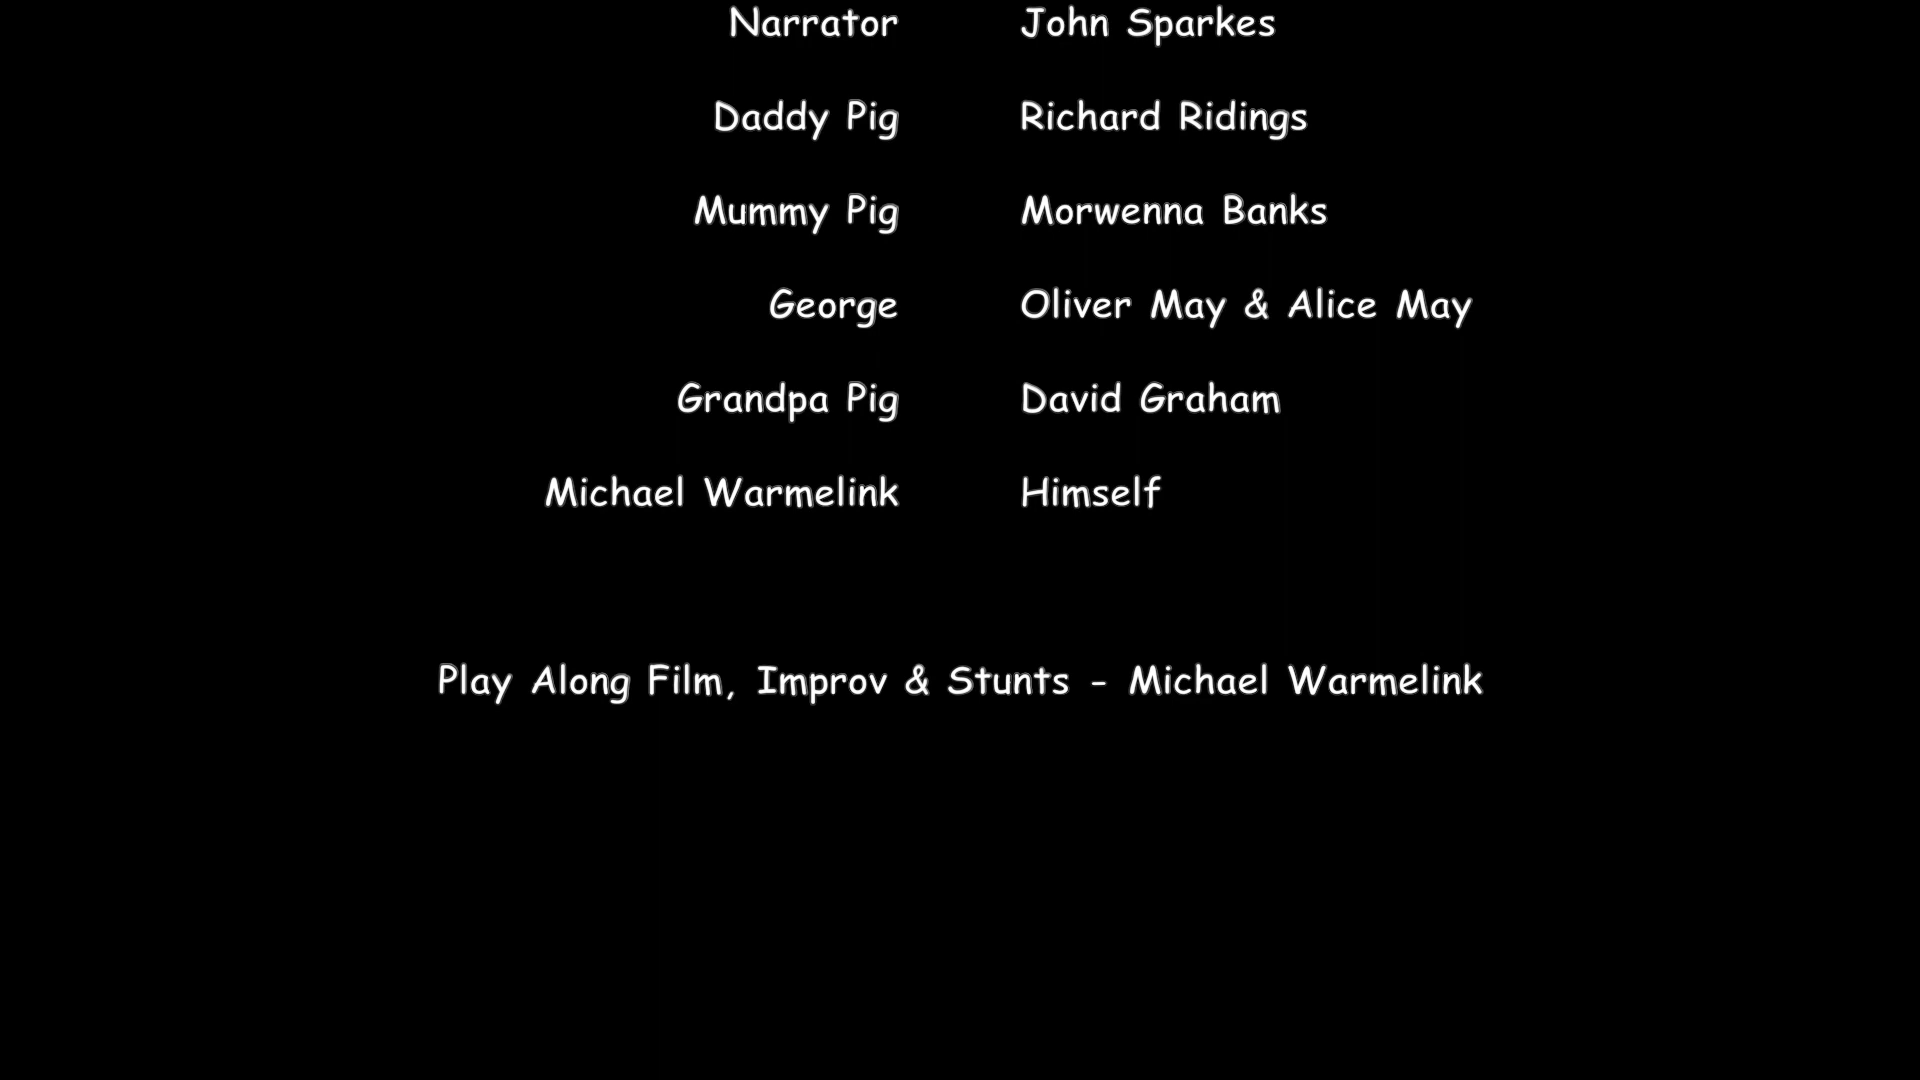 Narrator John Sparkes
Daddy Pig Richard Ridings
Mummy Pig Morwenna Banks
George Oliver May & Alice May
Grandpa Pig David Graham
Michael Warmelink Himself
Play Along Film, Improv & Stunts - Michael Warmelink